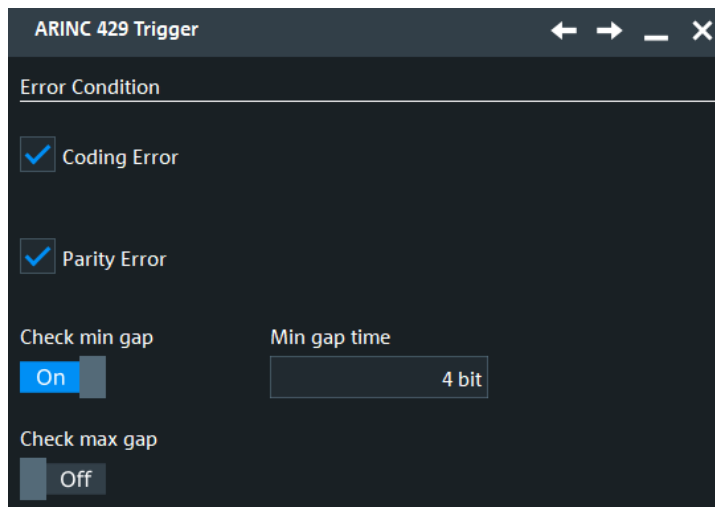 ARINC 429 Trigger
Error Condition
Coding Error
Parity Error
Check min gap
Min gap time
On
4 bit
Check max gap
Off